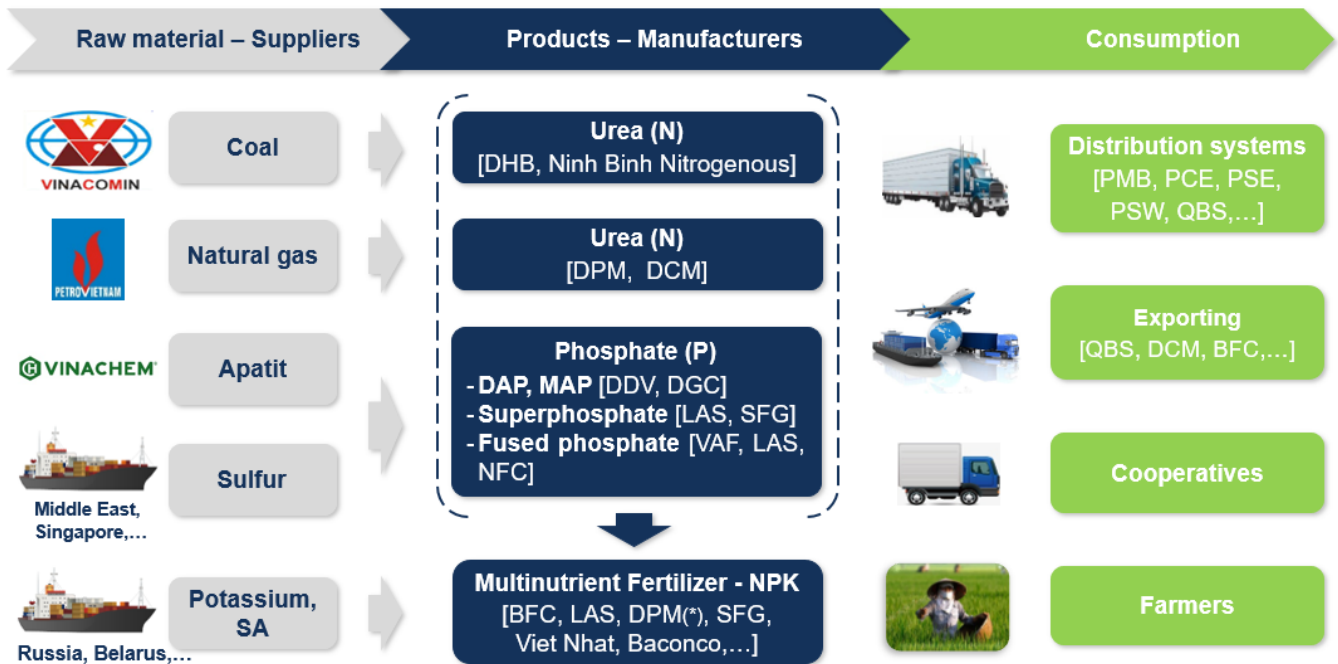 Raw material – Suppliers
Products – Manufacturers
Consumption
VINACOMIN
Coal
Urea (N)
[DHB, Ninh Binh Nitrogenous]
Distribution systems
[PMB, PCE, PSE,
PSW, QBS,...]
PETROVIETNAM
Natural gas
Urea (N)
[DPM, DCM]
Exporting
[QBS, DCM, BFC,...]
VINACHEM
Apatit
Phosphate (P)
- DAP, MAP [DDV, DGC]
- Superphosphate [LAS, SFG]
- Fused phosphate [VAF, LAS,
NFC]
Sulfur
Middle East,
Singapore,...
Cooperatives
Potassium,
SA
Russia, Belarus,...
Multinutrient Fertilizer - NPK
[BFC, LAS, DPM(*), SFG,
Viet Nhat, Baconco,...]
Farmers